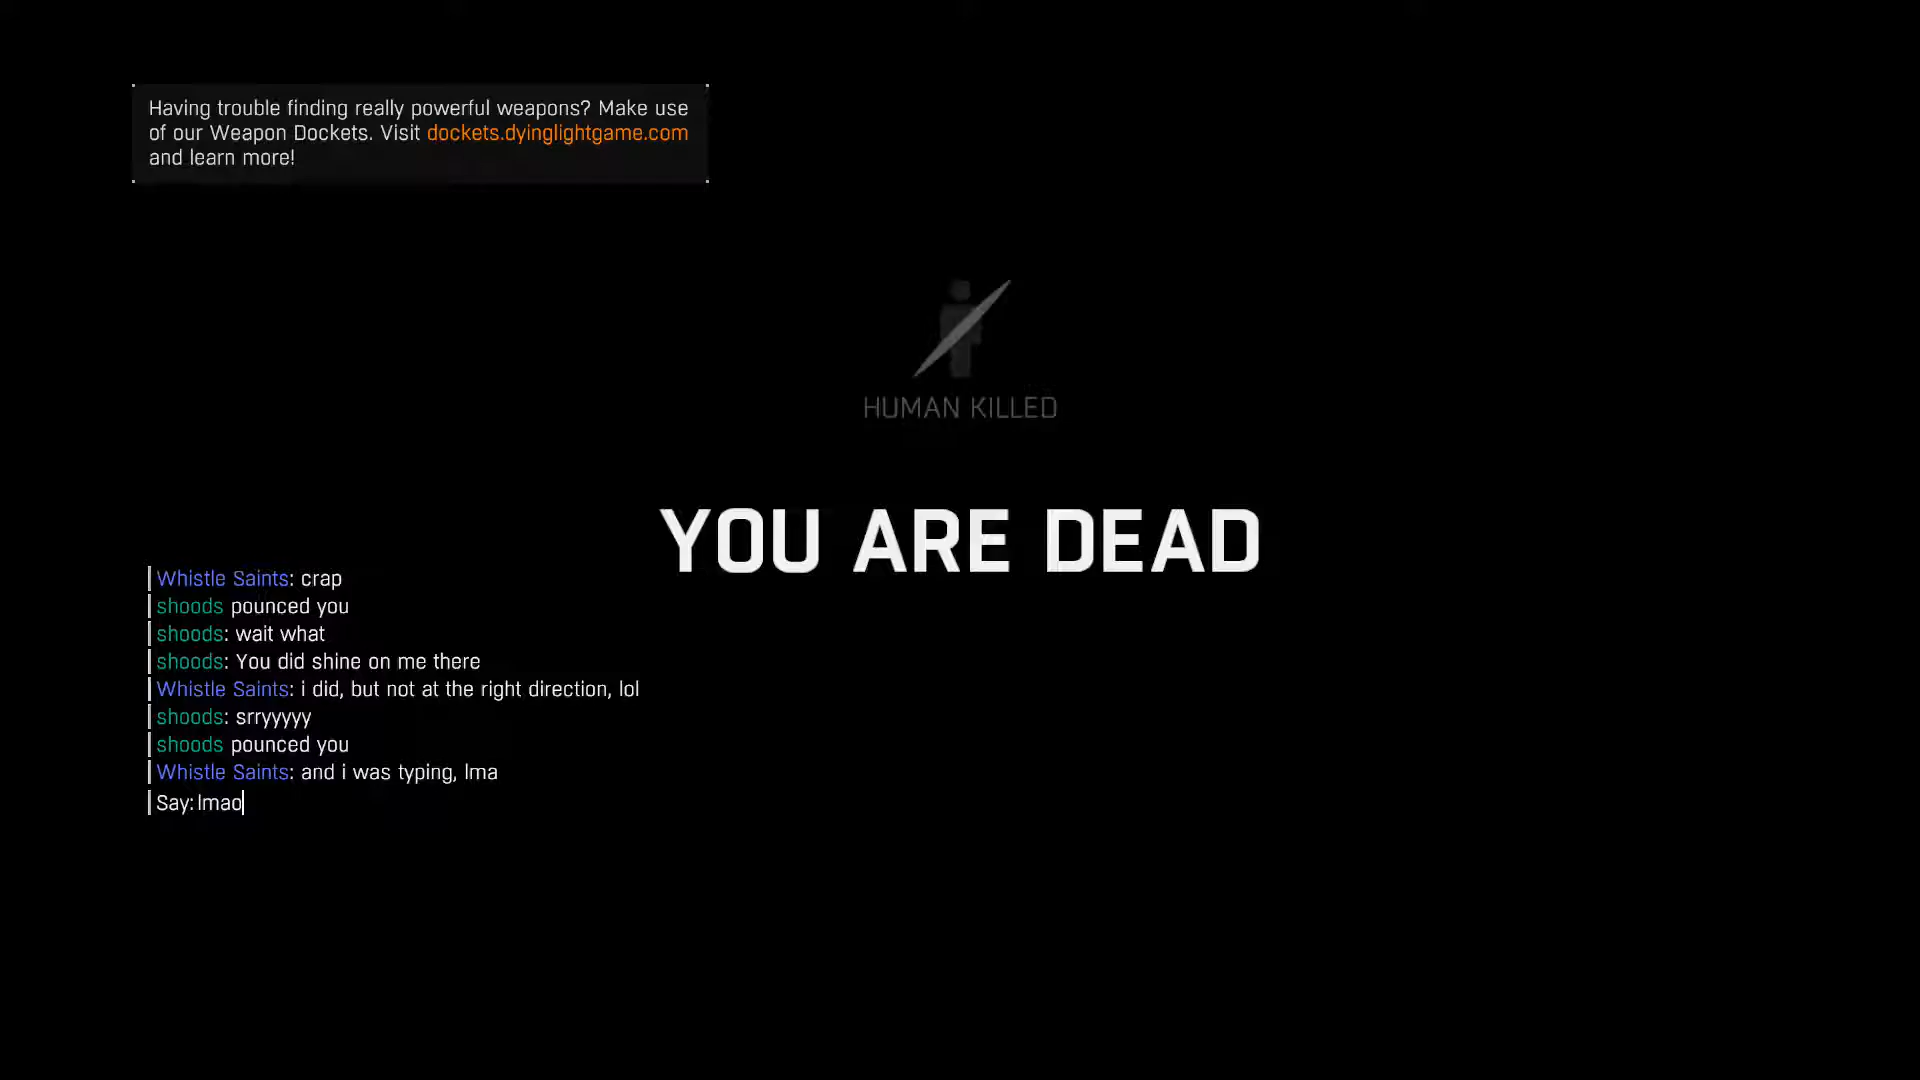 Having trouble finding really powerful weapons? Make use
of our Weapon Dockets. Visit dockets.dyinglightgame.com
and learn more!
HUMAN KILLED
YOU ARE DEAD
Whistle Saints: crap
shoods pounced you
shoods: wait what
shoods: You did shine on me there
Whistle Saints: i did, but not at the right direction, lol
shoods: srryyyyy
shoods pounced you
Whistle Saints: and i was typing, lma
Say: lmao